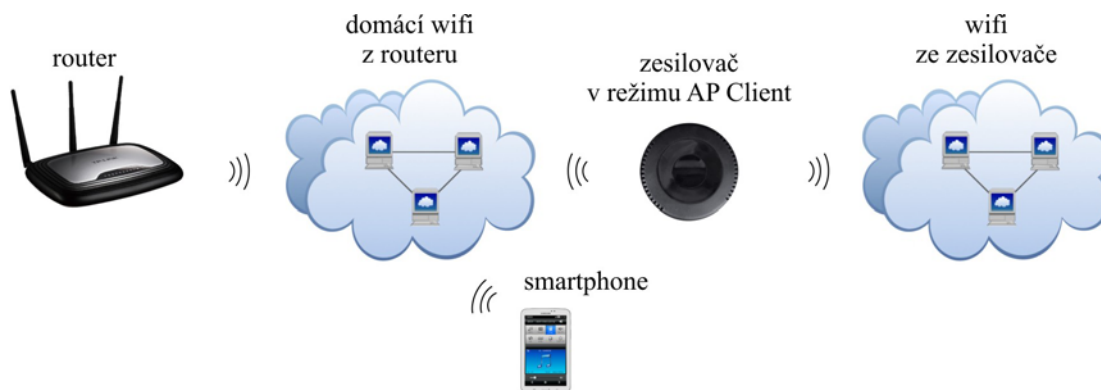 router
domácí wifi
z routeru
zesilovač
v režimu AP Client
wifi
ze zesilovače
smartphone